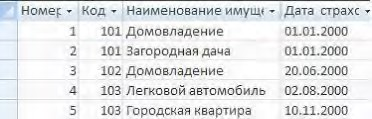 Номер Код Наименование имуще Дата страхо
1 101 Домовладение 01.01.2000
2 101 Загородная дача 01.01.2000
3 102 Домовладение 20.06.2000
4 103 Легковой автомобиль 02.08.2000
5 103 Городская квартира 10.11.2000